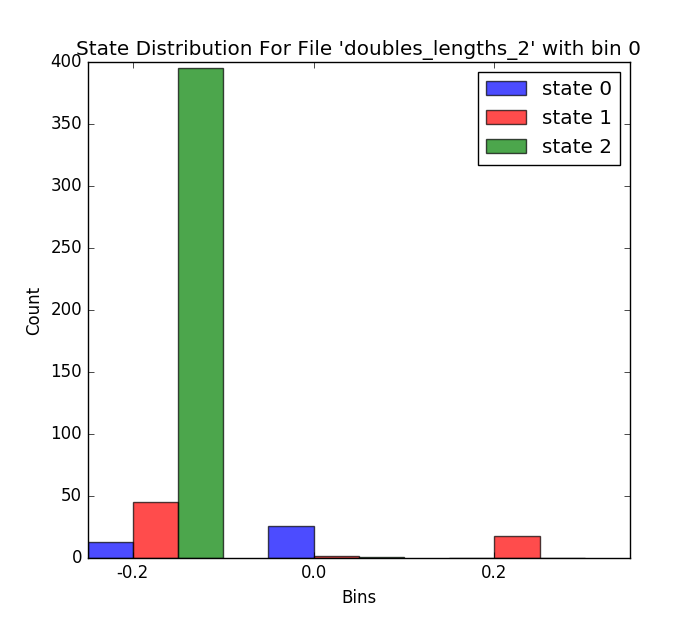 State Distribution For File 'doubles_lengths_2' with bin 0
400
350
300
250
200
150
100
50
0
Count
state 0
state 1
state 2
-0.2
0.0
0.2
Bins